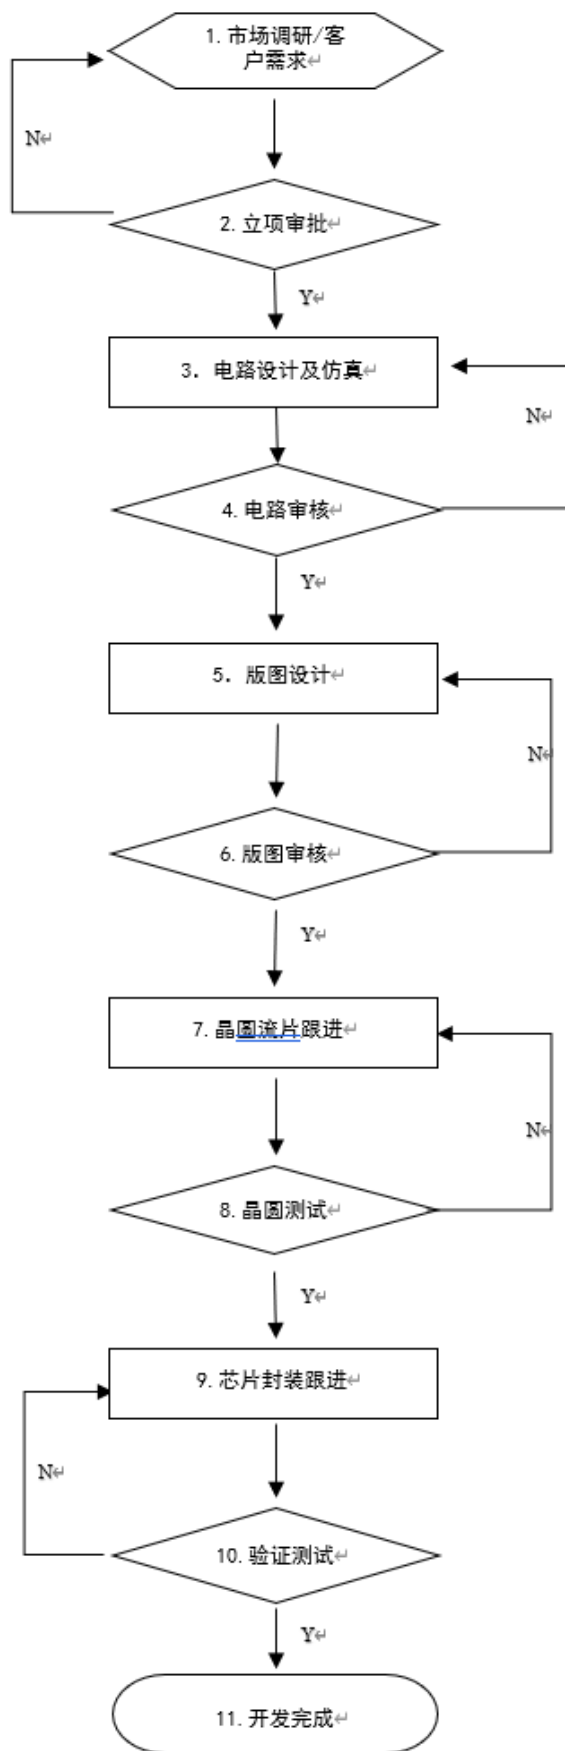 1.市场调研/客
户需求↵
N↵
2.立项审批↵
Y↵
3. 电路设计及仿真↵
N↵
4.电路审核↵
Y↵
5. 版图设计↵
N↵
6.版图审核↵
Y↵
7.晶圆流片跟进↵
N↵
8.晶圆测试↵
Y↵
9.芯片封装跟进↵
N↵
10.验证测试↵
Y↵
11.开发完成↵